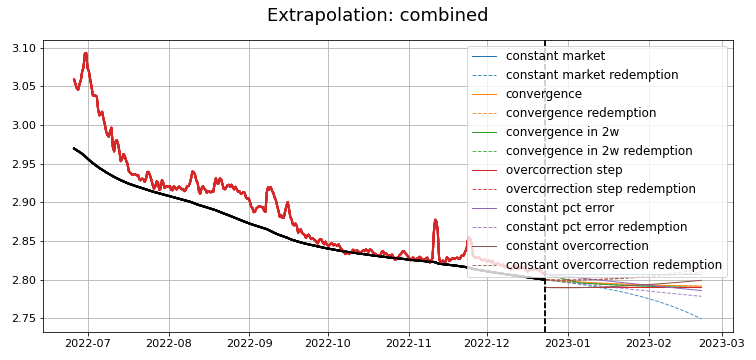 Extrapolation: combined
3.10
3.05
3.00
2.95
2.90
2.85
2.80
2.75
constant market
constant market redemption
convergence
convergence redemption
convergence in 2w
convergence in 2w redemption
overcorrection step
overcorrection step redemption
constant pct error
constant pct error redemption
constant overcorrection
constant overcorrection redemption
2022-07 2022-08 2022-09 2022-10 2022-11 2022-12 2023-01 2023-02 2023-03